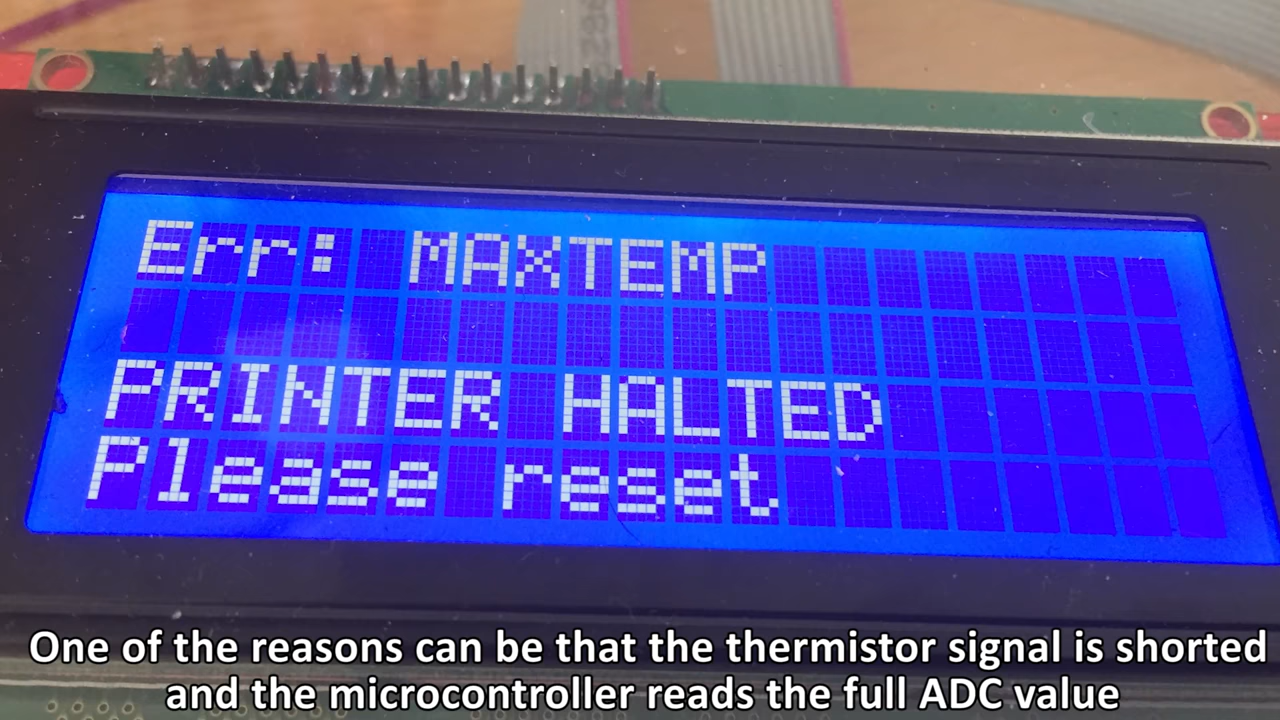 Err: MAXTEMP
PRINTER HALTED
Please reset
One of the reasons can be that the thermistor signal is shorted
and the microcontroller reads the full ADC value